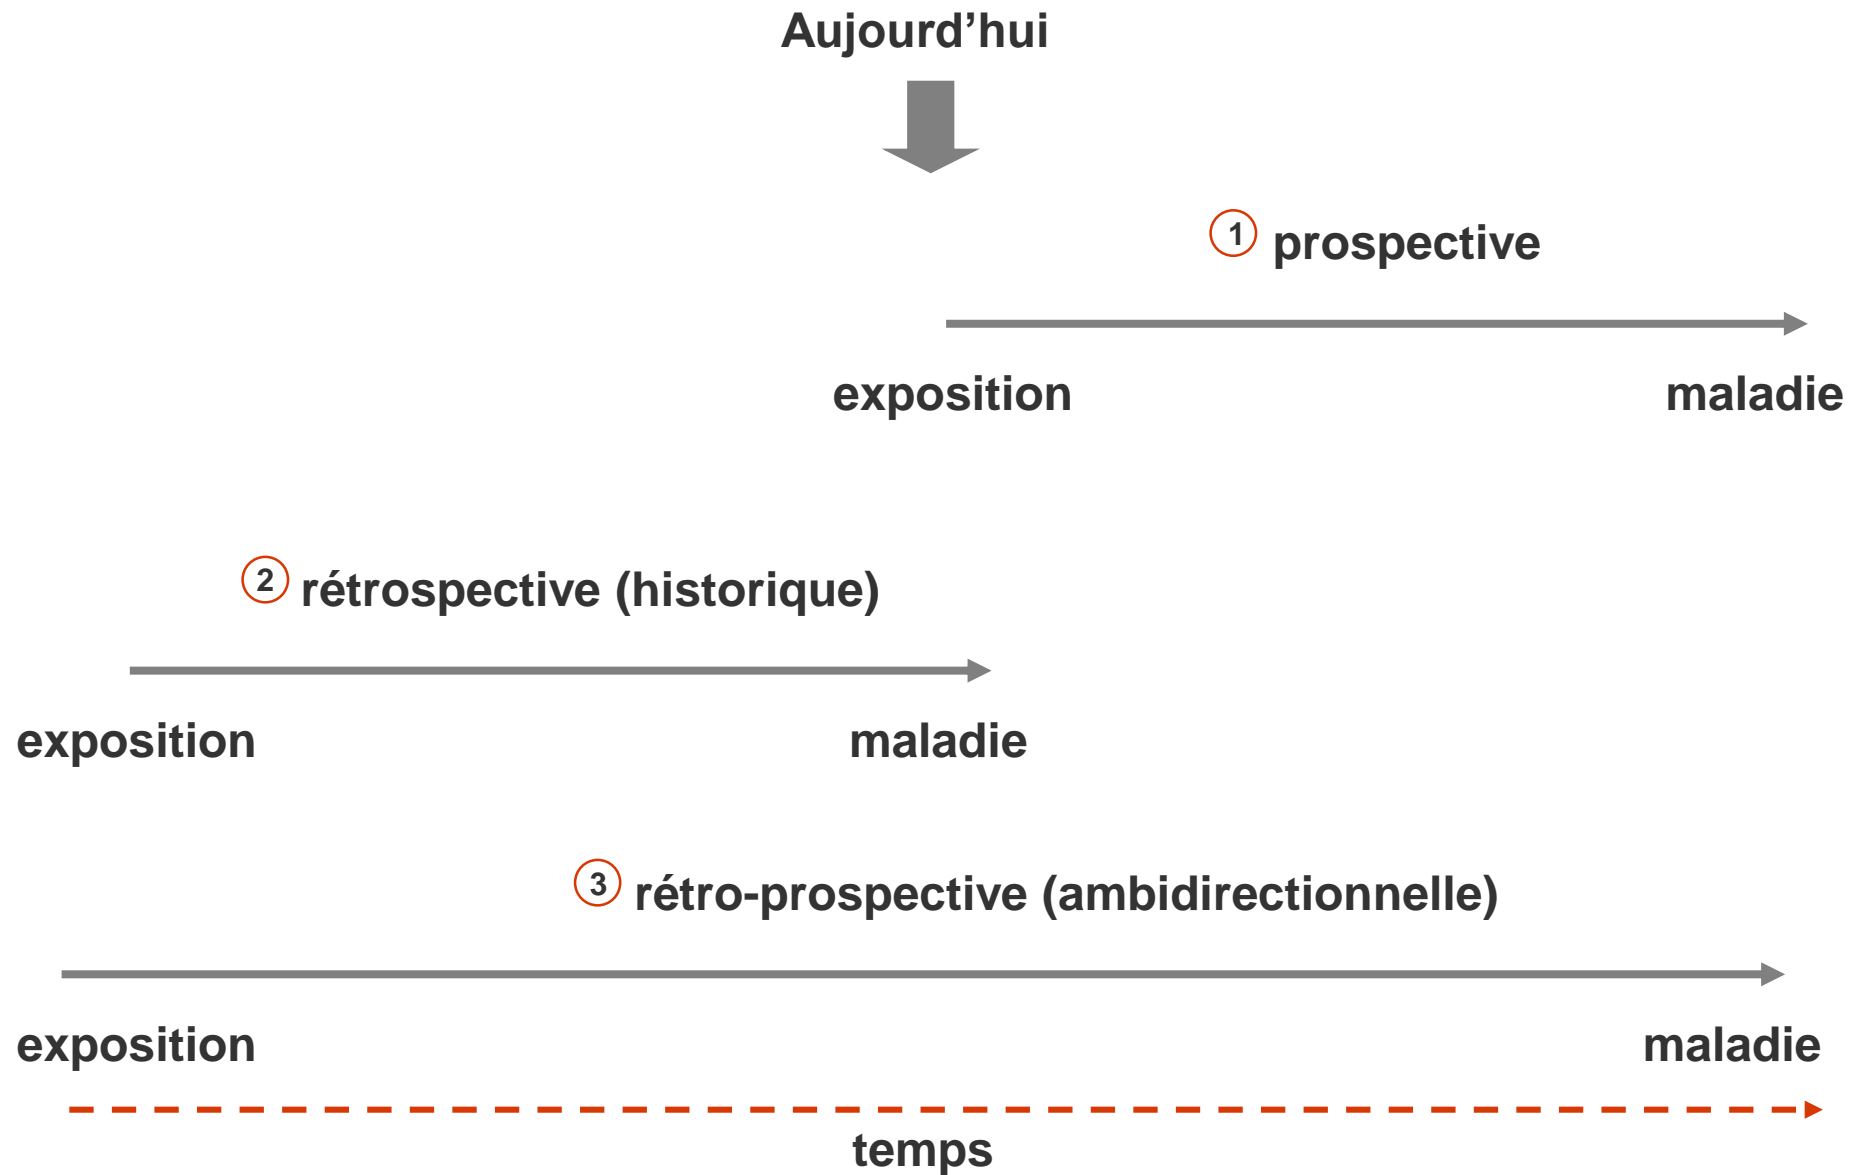 Aujourd’hui
1 prospective
exposition maladie
2 rétrospective (historique)
exposition maladie
3 rétro-prospective (ambidirectionnelle)
exposition maladie
temps